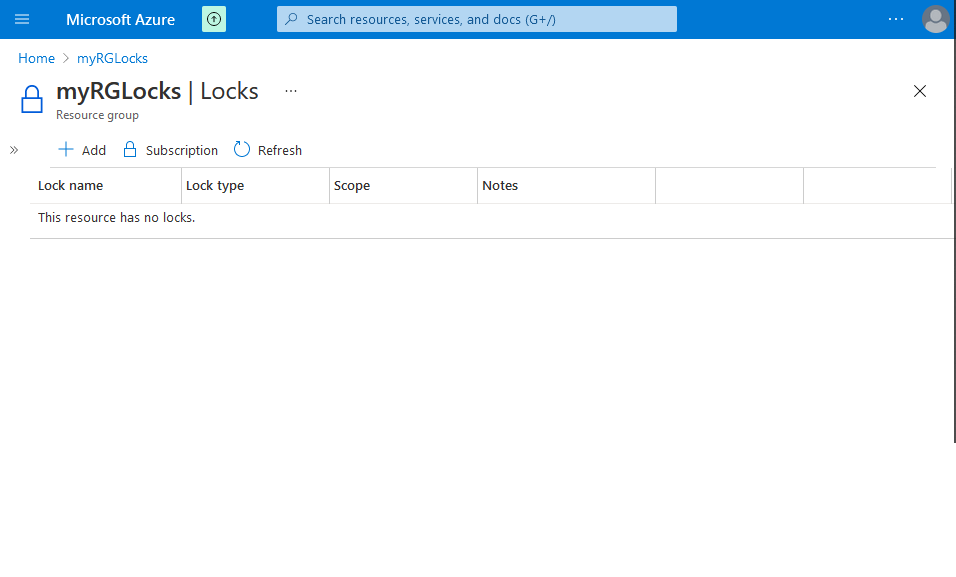 Microsoft Azure
Search resources, services, and docs (G+/)
Home > myRGLocks
myRGLocks | Locks ...
Resource group
» + Add Subscription Refresh
Lock name Lock type Scope Notes
This resource has no locks.